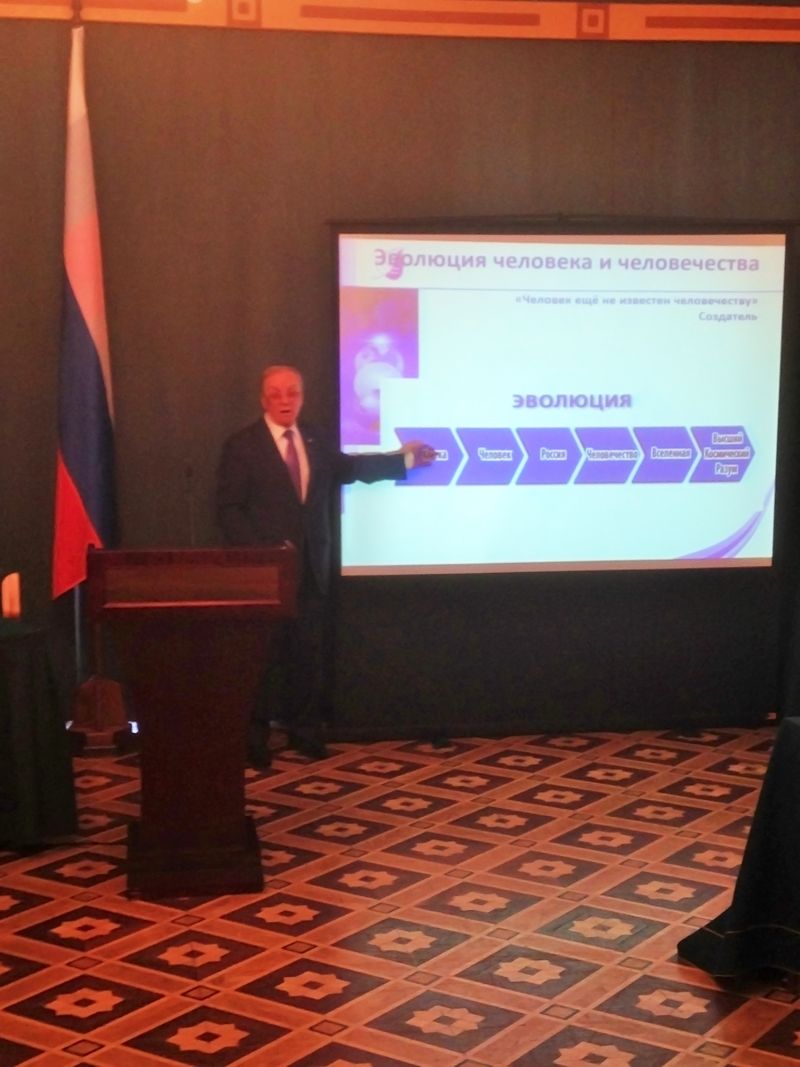 Эволюция человека и человечества
«Человек ещё не известен человечеству»
Создатель
ЭВОЛЮЦИЯ
Человек
Россия
Человечество
Вселенная
Высший
Космический
Разум